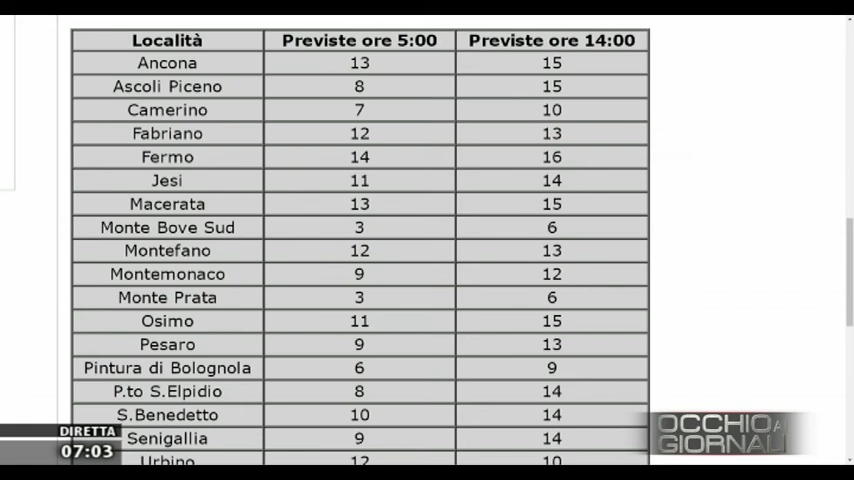 Località Previste ore 5:00 Previste ore 14:00
Ancona 13 15
Ascoli Piceno 8 15
Camerino 7 10
Fabriano 12 13
Fermo 14 16
Jesi 11 14
Macerata 13 15
Monte Bove Sud 3 6
Montefano 12 13
Montemonaco 9 12
Monte Prata 3 6
Osimo 11 15
Pesaro 9 13
Pintura di Bolognola 6 9
P.to S.Elpidio 8 14
S.Benedetto 10 14
Senigallia 9 14
Urbino 12 10
DIRETTA
07:03
OCCHIO AI
GIORNALI